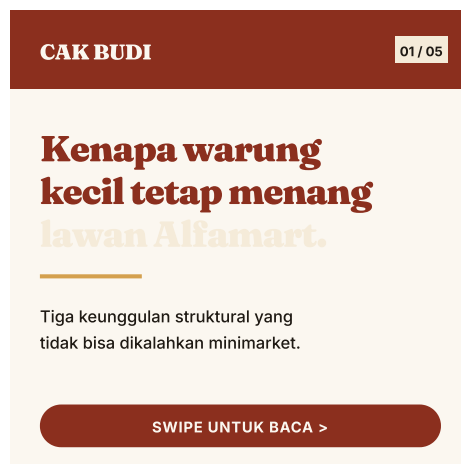 CAK BUDI
01 / 05
Kenapa warung
kecil tetap menang
lawan Alfamart.
Tiga keunggulan struktural yang
tidak bisa dikalahkan minimarket.
SWIPE UNTUK BACA >